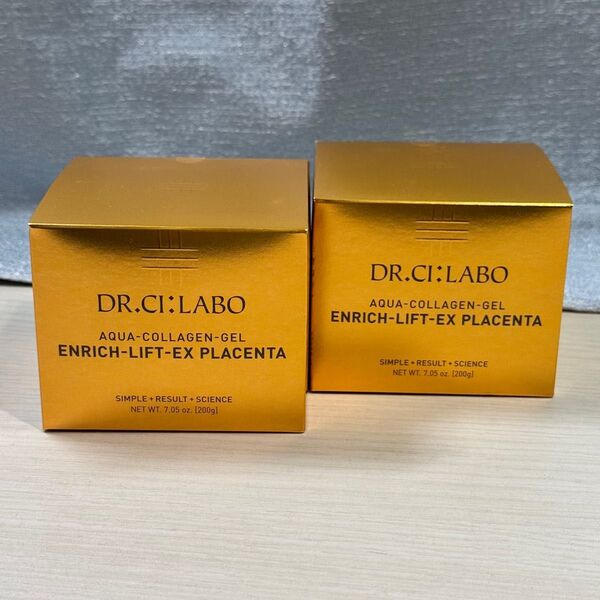 DR.CI:LABO
AQUA-COLLAGEN-GEL
ENRICH-LIFT-EX PLACENTA
SIMPLE+RESULT+SCIENCE
NET WT. 7.05 oz. [200g]
DR.CI:LABO
AQUA-COLLAGEN-GEL
ENRICH-LIFT-EX PLACENTA
SIMPLE+RESULT+SCIENCE
NET WT. 7.05 oz. [200g]